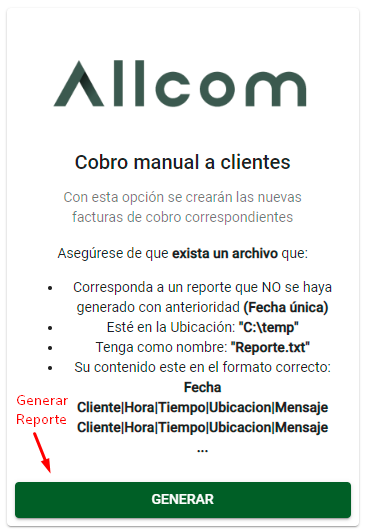 Allcom
Cobro manual a clientes
Con esta opción se crearán las nuevas
facturas de cobro correspondientes
Asegúrese de que exista un archivo que:
• Corresponda a un reporte que NO se haya
generado con anterioridad (Fecha única)
• Esté en la Ubicación: "C:\temp"
• Tenga como nombre: "Reporte.txt"
• Su contenido este en el formato correcto:
Fecha
Cliente|Hora|Tiempo|Ubicacion|Mensaje
Cliente|Hora|Tiempo|Ubicacion|Mensaje
...
Generar
Reporte
GENERAR